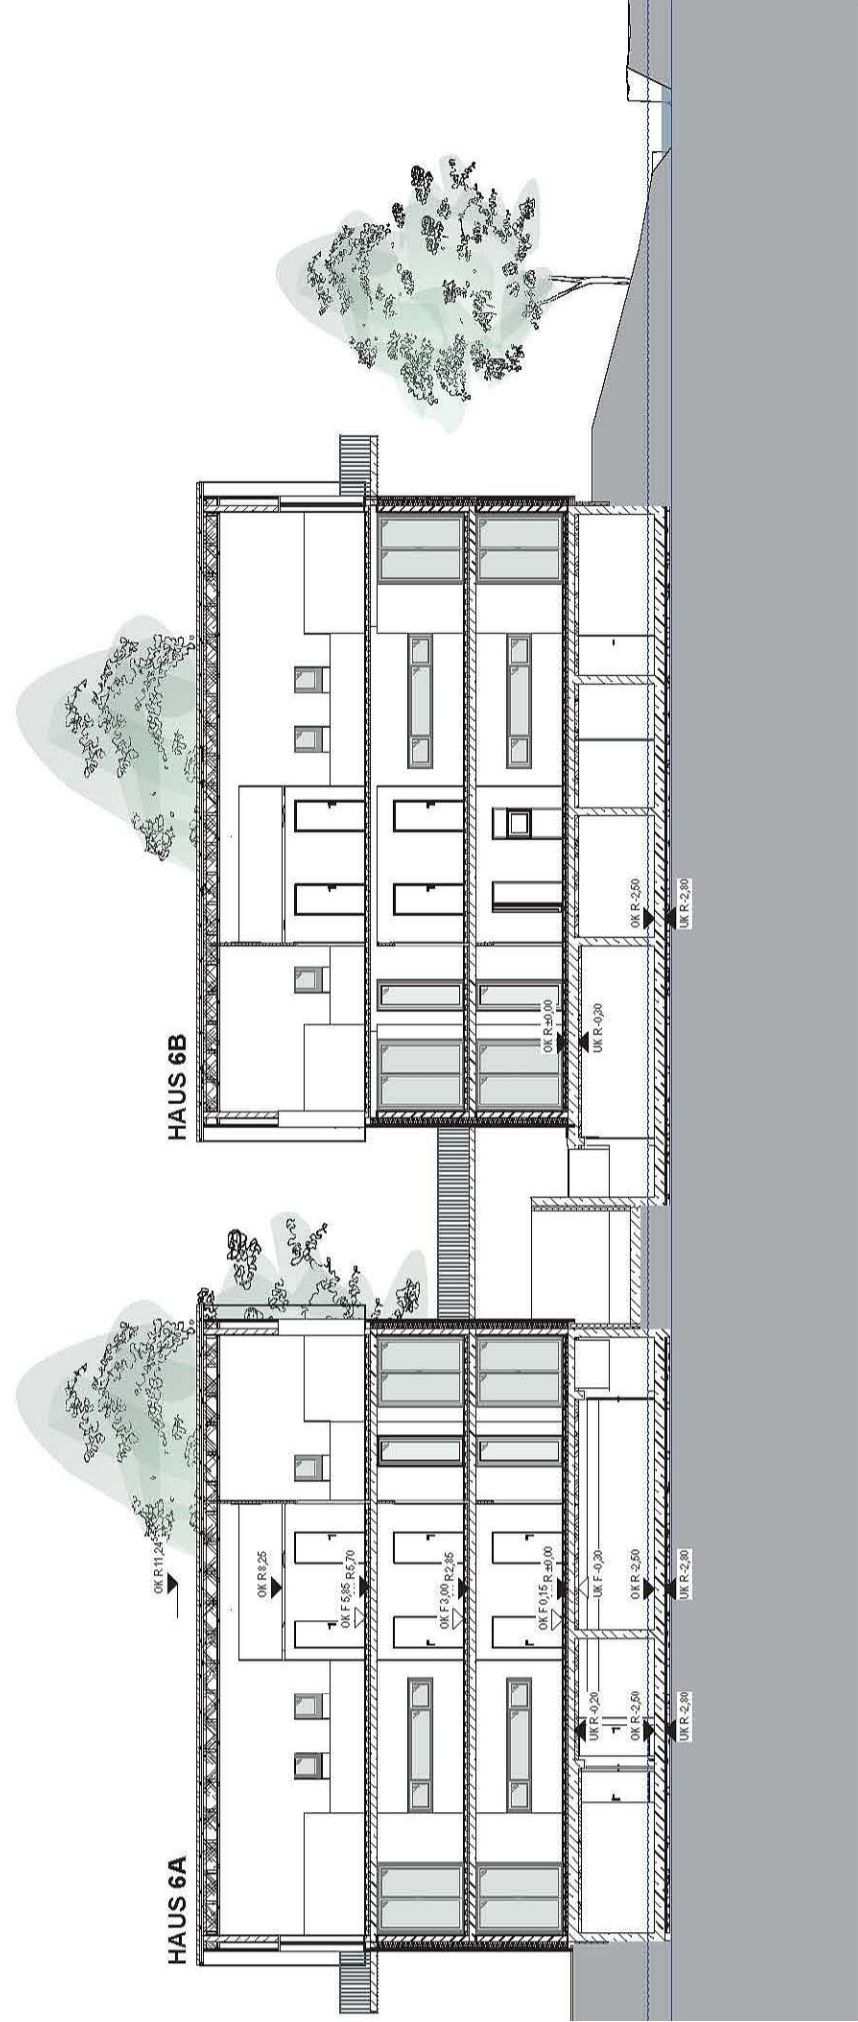 HAUS 6A
HAUS 6B
OK R 11,24⁵
OK R 8,25
OK F 5,85
R 5,70
OK F 3,00
R 2,85
OK F 0,15
R ±0,00
UK F -0,30
OK R -2,50
UK R -2,80
UK R -0,20
OK R -2,50
UK R -2,80
OK R ±0,00
UK R -0,30
OK R -2,50
UK R -2,80